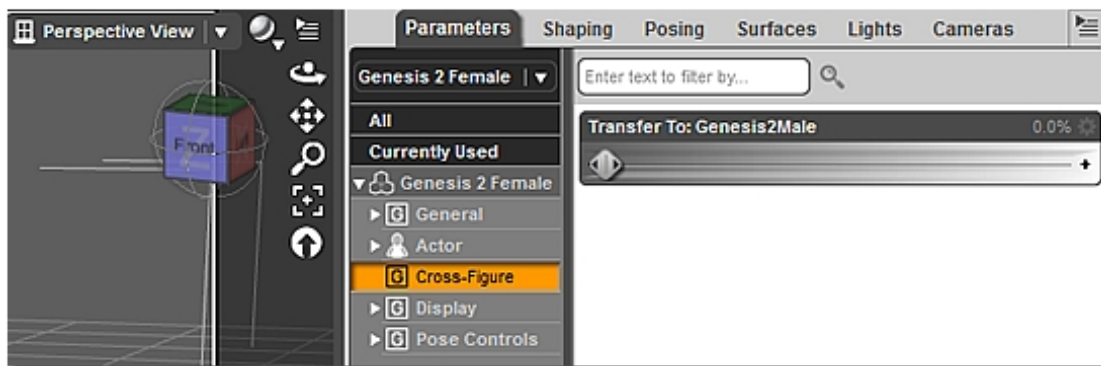 Perspective View
Front
Parameters Shaping Posing Surfaces Lights Cameras
Genesis 2 Female
Enter text to filter by...
All
Currently Used
Genesis 2 Female
G General
Actor
G Cross-Figure
G Display
G Pose Controls
Transfer To: Genesis2Male 0.0%